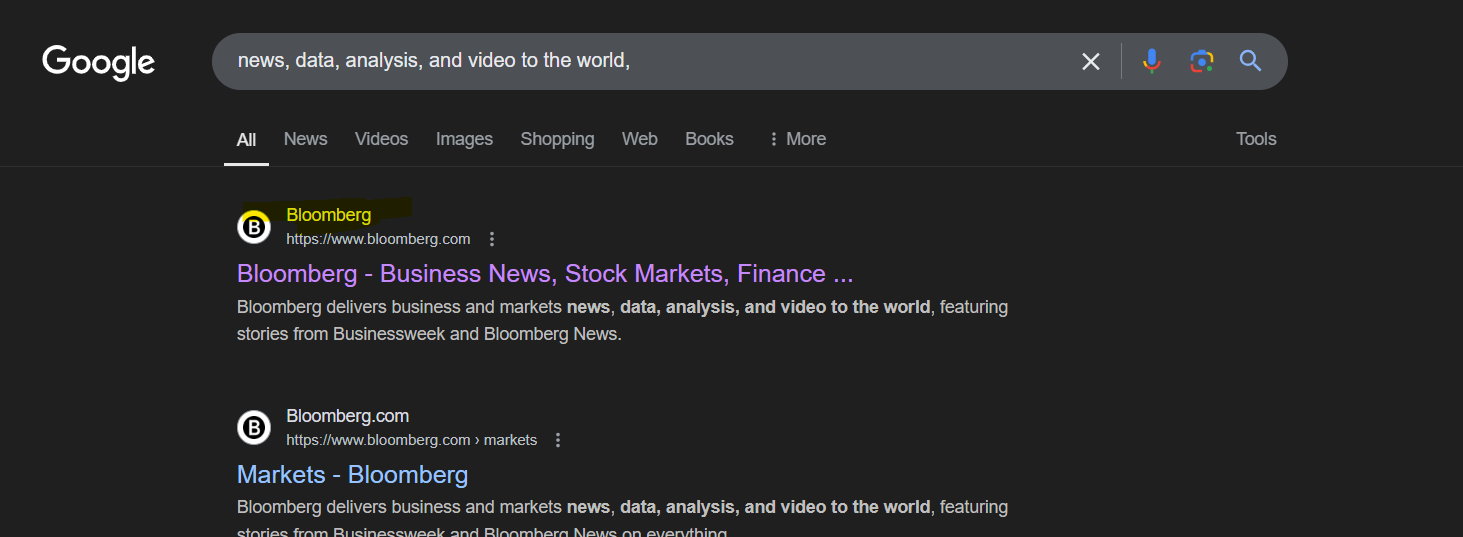 Google
news, data, analysis, and video to the world,
All News Videos Images Shopping Web Books More Tools
B Bloomberg
https://www.bloomberg.com
Bloomberg - Business News, Stock Markets, Finance ...
Bloomberg delivers business and markets news, data, analysis, and video to the world, featuring
stories from Businessweek and Bloomberg News.
B Bloomberg.com
https://www.bloomberg.com › markets
Markets - Bloomberg
Bloomberg delivers business and markets news, data, analysis, and video to the world, featuring
stories from Businessweek and Bloomberg News on everything